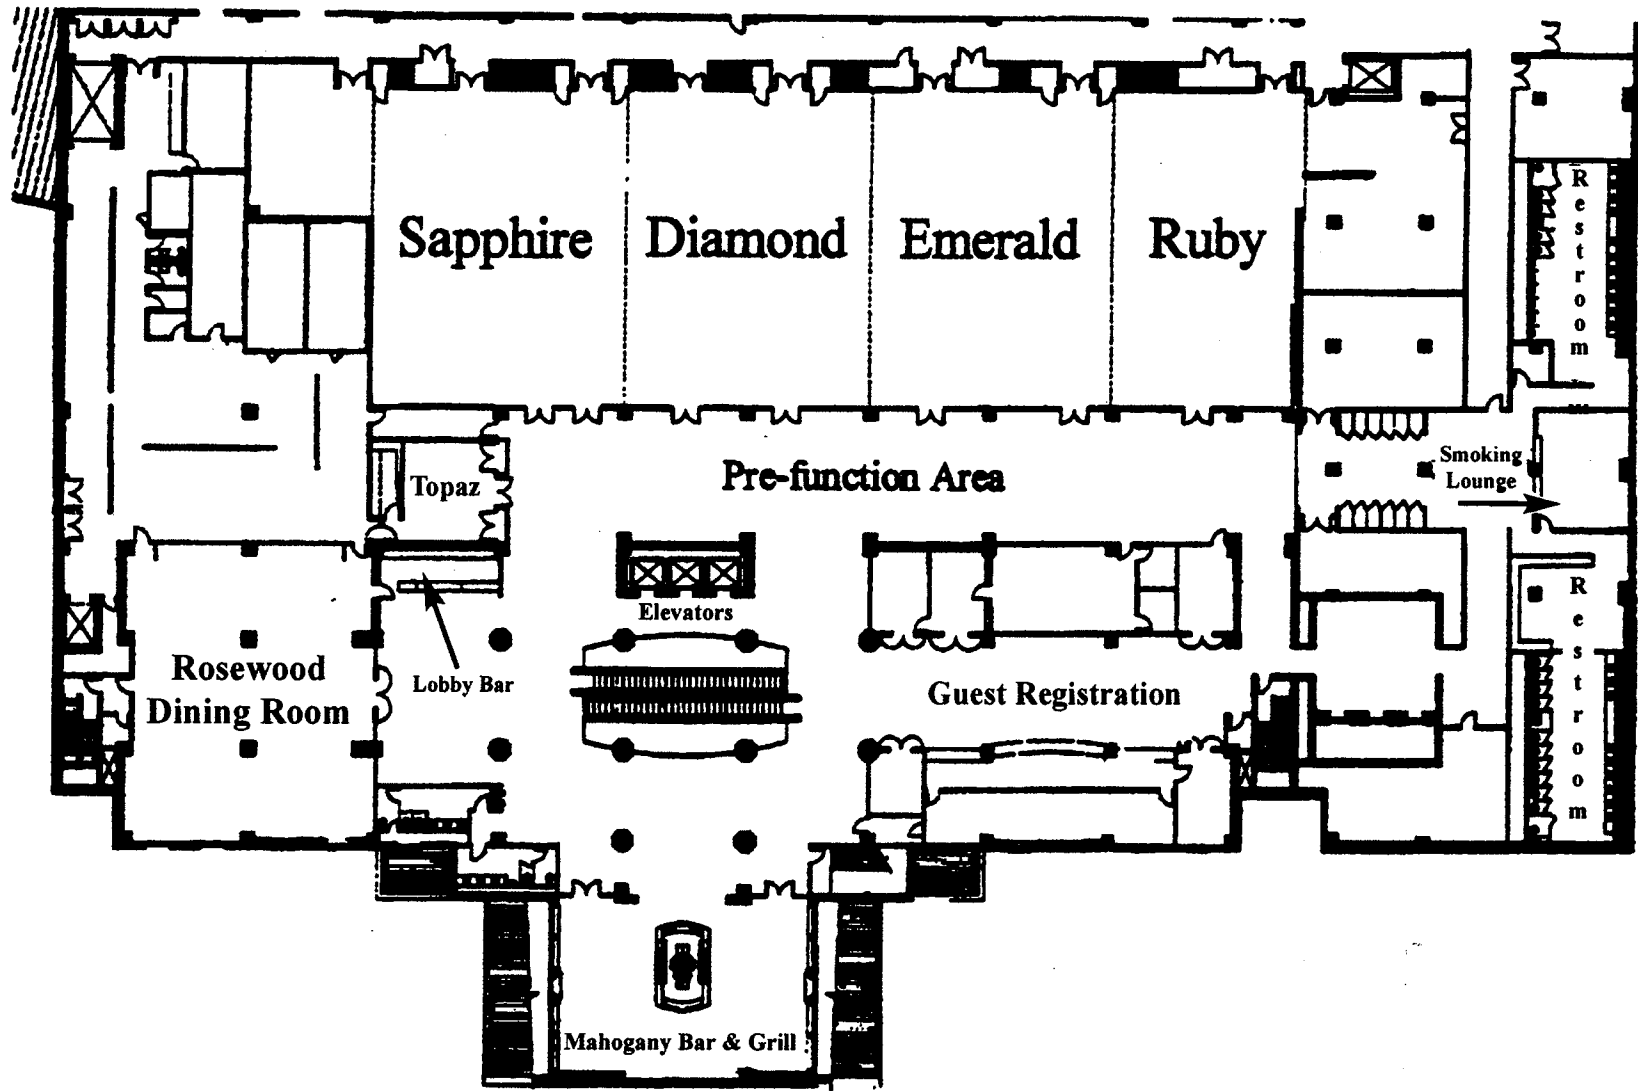 Sapphire
Diamond
Emerald
Ruby
Restroom
Pre-function Area
Topaz
Smoking
Lounge
Elevators
Lobby Bar
Rosewood
Dining Room
Guest Registration
Restroom
Mahogany Bar & Grill